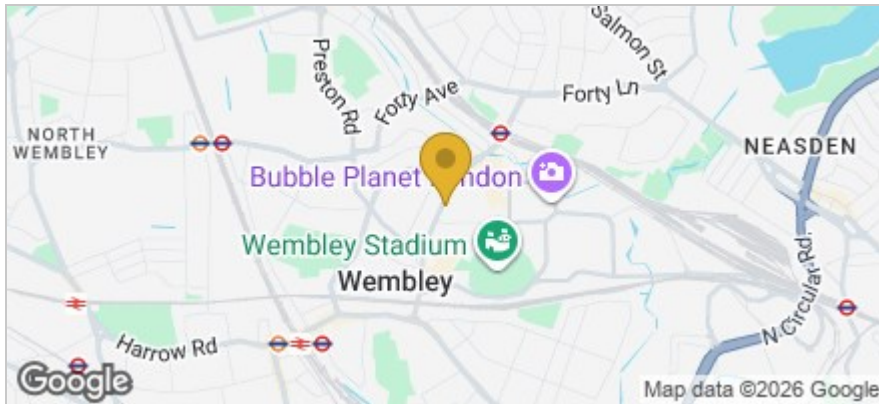 Salmon St
Preston Rd
Forty Ave
Forty Ln
NORTH
WEMBLEY
NEASDEN
Bubble Planet London
Wembley Stadium
Wembley
N Circular Rd.
Harrow Rd
Google
Map data ©2026 Google